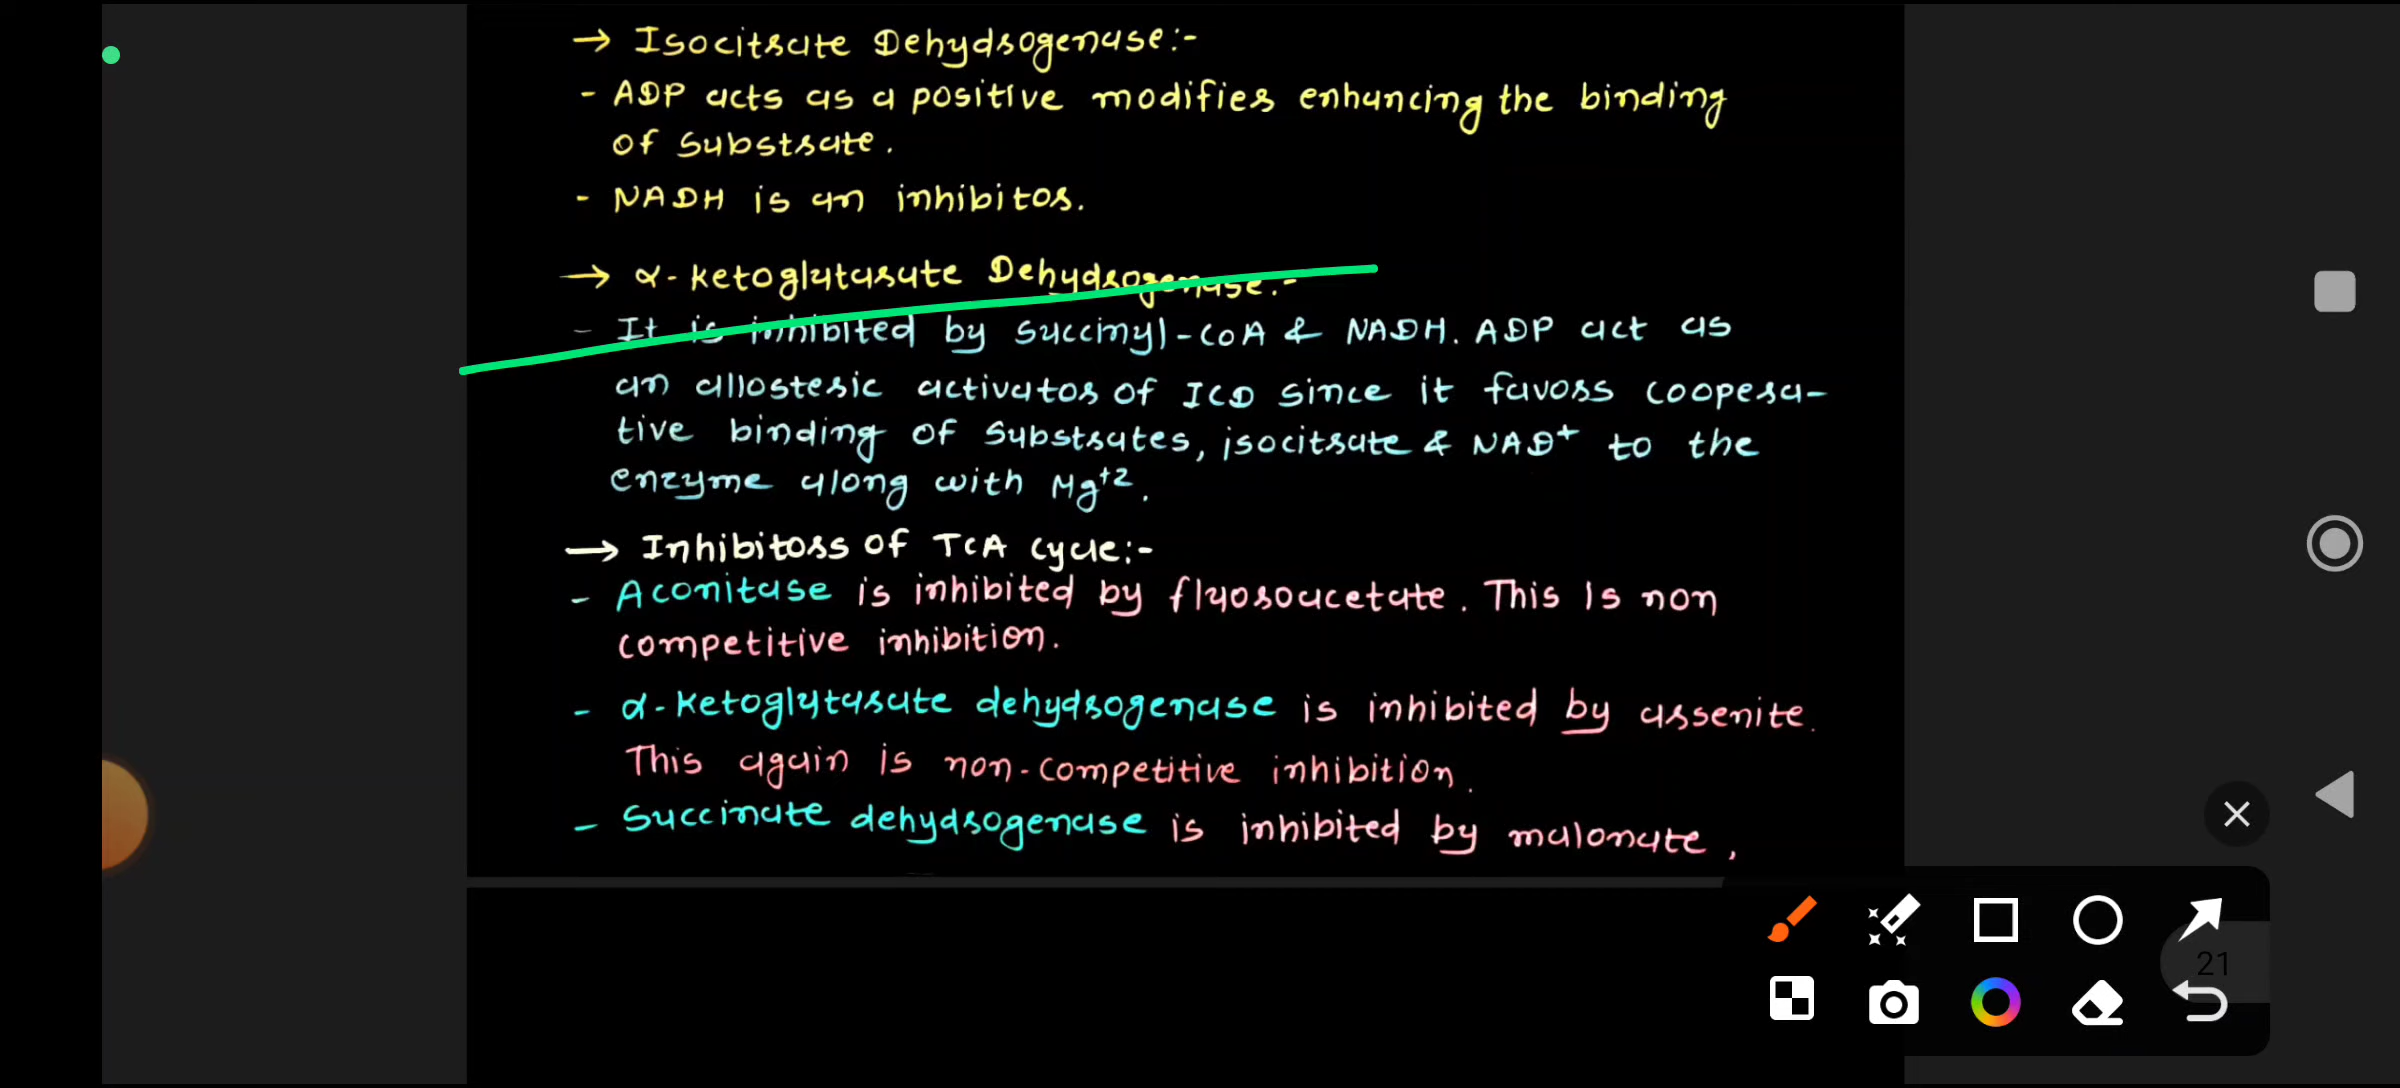 → Isocitrate Dehydrogenase:-
- ADP acts as a positive modifier enhancing the binding
of substrate.
- NADH is an inhibitor.
→ α-ketoglutarate Dehydrogenase:-
- It is inhibited by succinyl-CoA & NADH. ADP act as
an allosteric activator of ICD since it favors coopera-
tive binding of substrates, isocitrate & NAD⁺ to the
enzyme along with Mg⁺².
→ Inhibitors of TCA cycle:-
- Aconitase is inhibited by fluoroacetate. This is non
competitive inhibition.
- α-ketoglutarate dehydrogenase is inhibited by arsenite.
This again is non-competitive inhibition.
- Succinate dehydrogenase is inhibited by malonate,
21